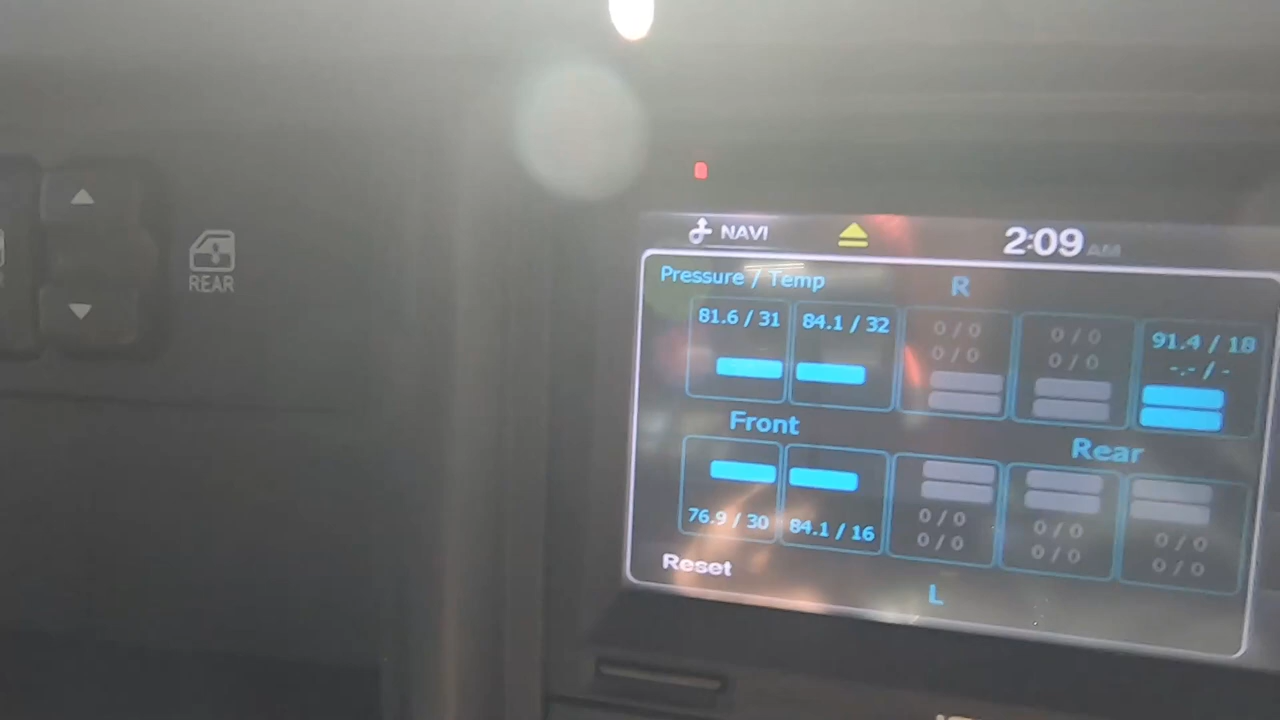 REAR
NAVI
2:09 AM
Pressure / Temp
R
81.6 / 31
84.1 / 32
0 / 0
0 / 0
0 / 0
0 / 0
91.4 / 18
-.- / -
Front
Rear
76.9 / 30
84.1 / 16
0 / 0
0 / 0
0 / 0
0 / 0
0 / 0
0 / 0
Reset
L